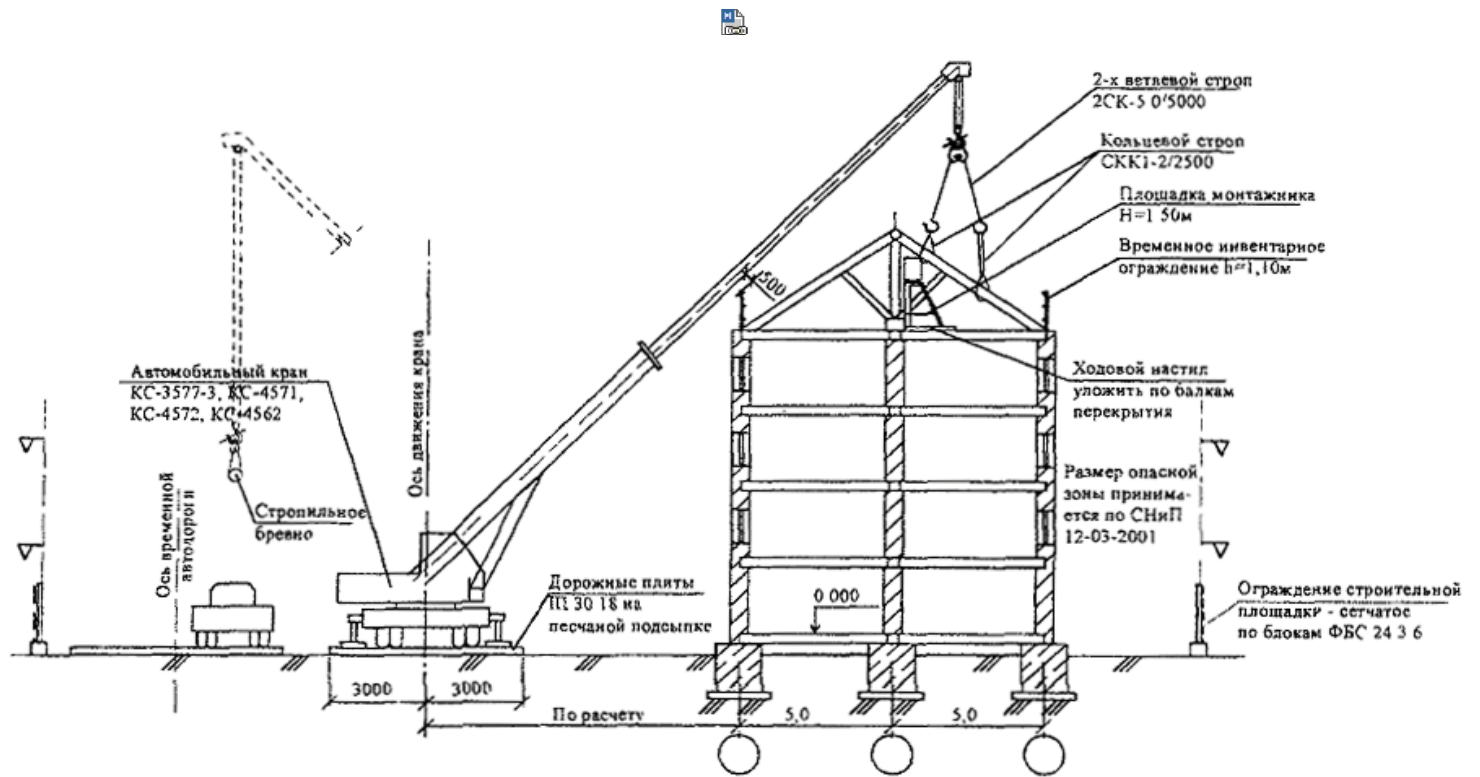 2-х ветвевой строп
2СК-5 0/5000
Кольцевой строп
СКК1-2/2500
Площадка монтажника
Н=1 50м
Временное инвентарное
ограждение h=1,10м
500
Автомобильный кран
КС-3577-3, КС-4571,
КС-4572, КС-4562
Ось движения крана
Ходовой настил
уложить по балкам
перекрытия
Размер опасной
зоны принима-
ется по СНиП
12-03-2001
Стропильное
бревно
Ось временной
автодороги
Дорожные плиты
П1 30 18 на
песчаной подсыпке
0 000
Ограждение строительной
площадки - сетчатое
по блокам ФБС 24 3 6
3000
3000
По расчету
5,0
5,0